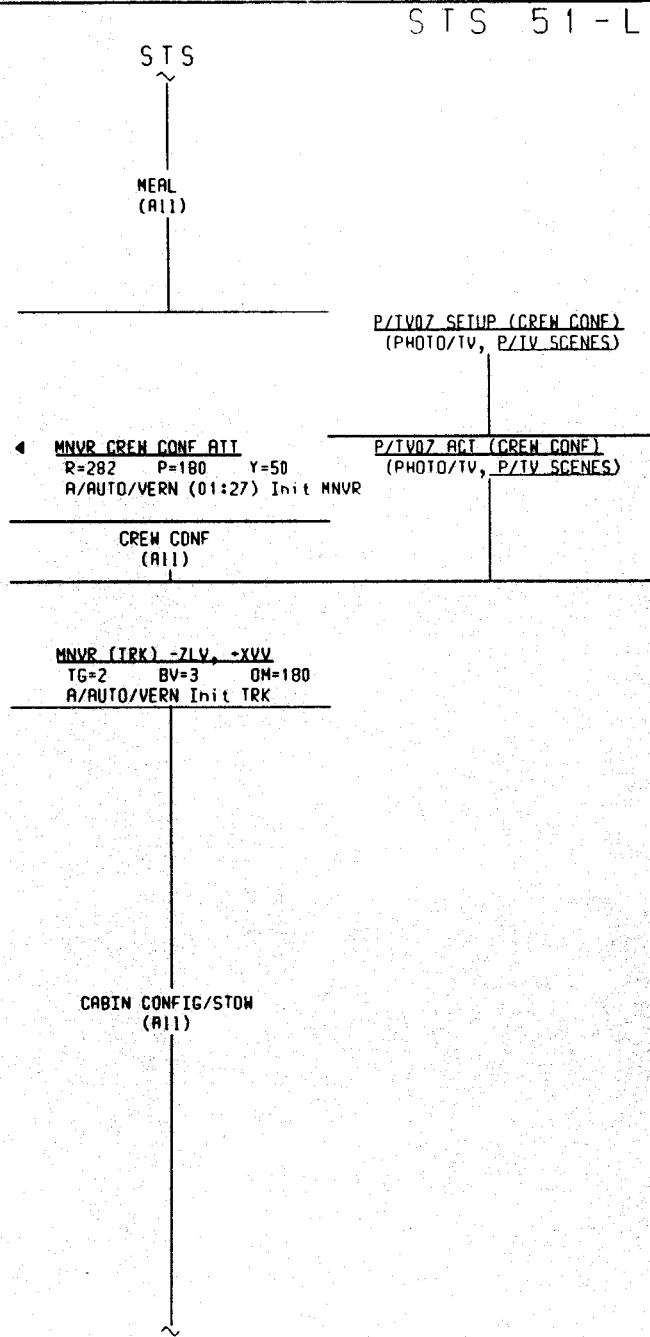 STS 51-L
STS
MEAL
(All)
P/TV07 SETUP (CREW CONF)
(PHOTO/TV, P/TV SCENES)
MNVR CREW CONF ATT
R=282 P=180 Y=50
A/AUTO/VERN (01:27) Init MNVR
P/TV07 ACT (CREW CONF)
(PHOTO/TV, P/TV SCENES)
CREW CONF
(All)
MNVR (TRK) -ZLV, +XVV
TG=2 BV=3 OM=180
A/AUTO/VERN Init TRK
CABIN CONFIG/STOW
(All)